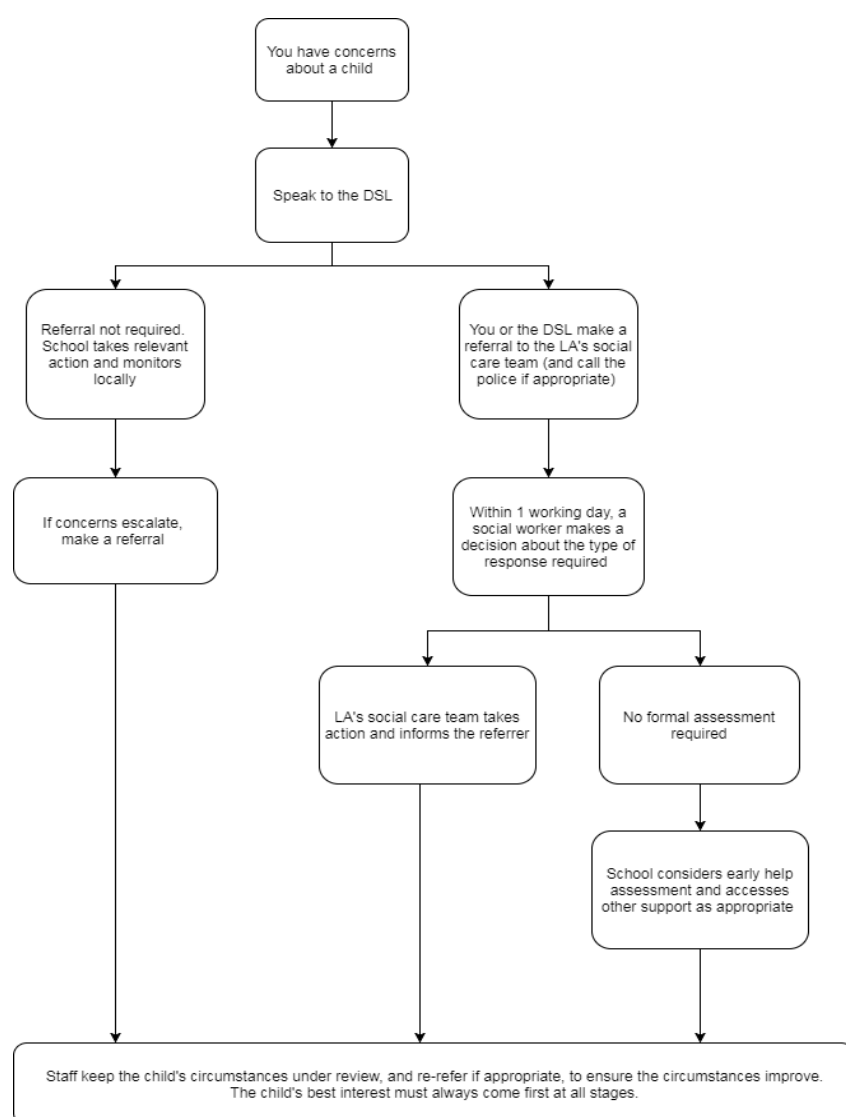 You have concerns
about a child
Speak to the DSL
Referral not required.
School takes relevant
action and monitors
locally
You or the DSL make a
referral to the LA's social
care team (and call the
police if appropriate)
If concerns escalate,
make a referral
Within 1 working day, a
social worker makes a
decision about the type of
response required
LA's social care team takes
action and informs the referrer
No formal assessment
required
School considers early help
assessment and accesses
other support as appropriate
Staff keep the child's circumstances under review, and re-refer if appropriate, to ensure the circumstances improve.
The child's best interest must always come first at all stages.